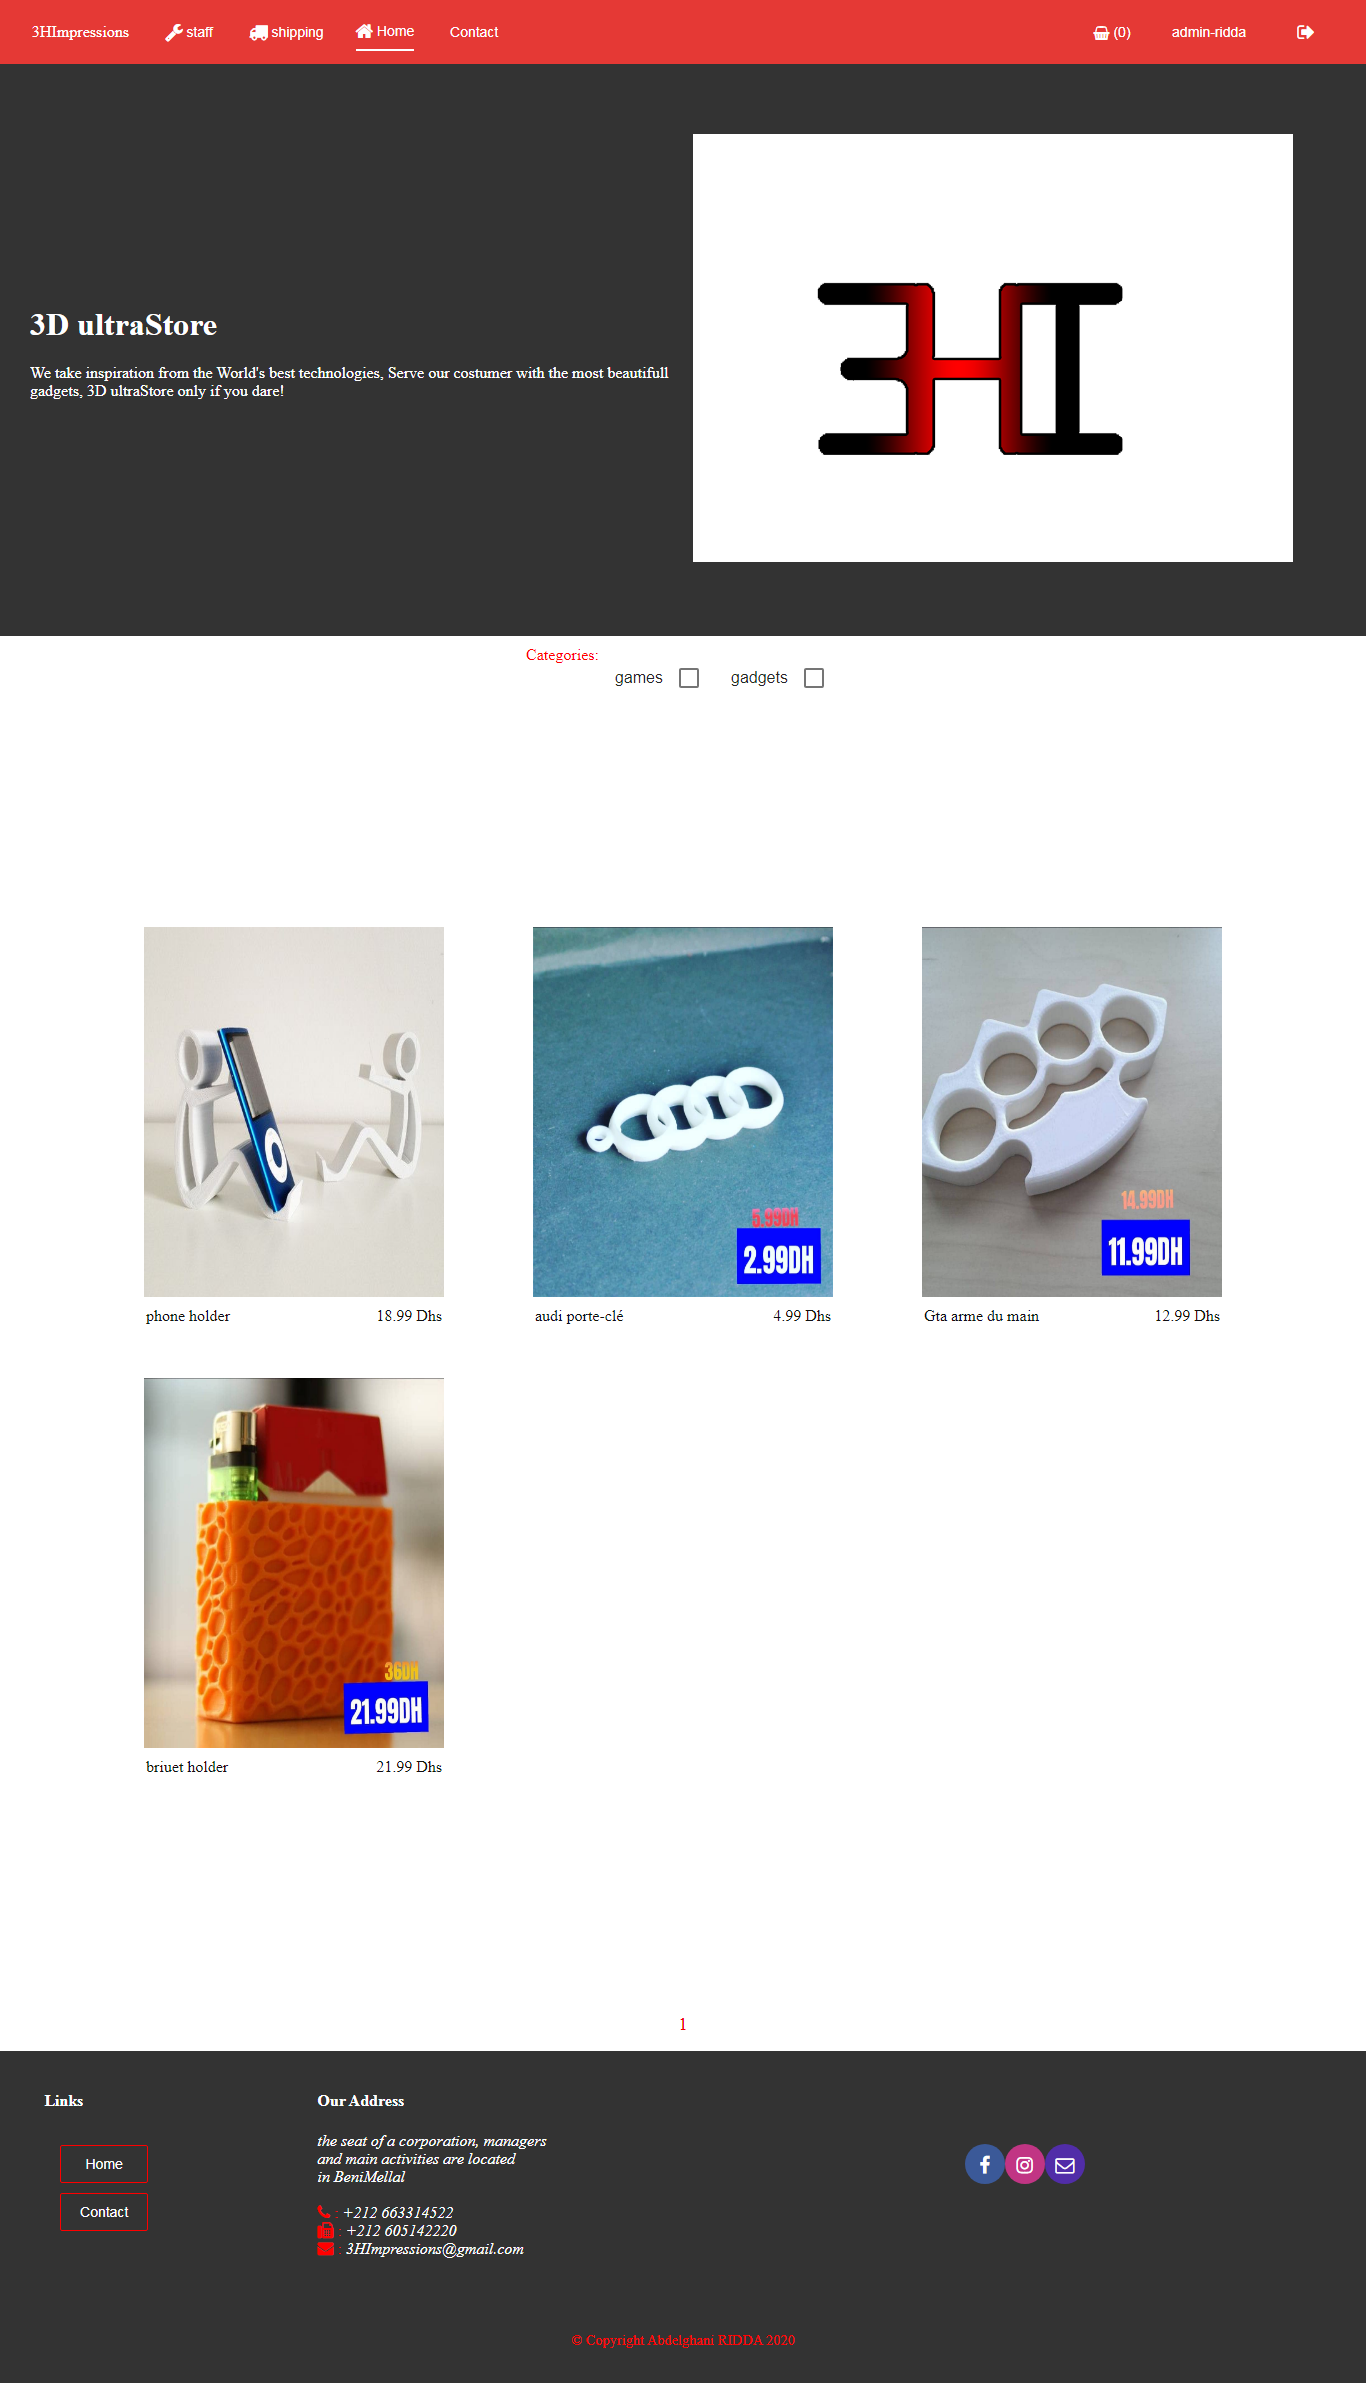 3HImpressions staff shipping Home Contact (0) admin-ridda
3HI
3D ultraStore
We take inspiration from the World's best technologies, Serve our costumer with the most beautifull
gadgets, 3D ultraStore only if you dare!
Categories:
games gadgets
5.99DH
2.99DH
14.99DH
11.99DH
phone holder 18.99 Dhs
audi porte-clé 4.99 Dhs
Gta arme du main 12.99 Dhs
36DH
21.99DH
briuet holder 21.99 Dhs
1
Links
Home
Contact
Our Address
the seat of a corporation, managers
and main activities are located
in BeniMellal
: +212 663314522
: +212 605142220
: 3HImpressions@gmail.com
© Copyright Abdelghani RIDDA 2020